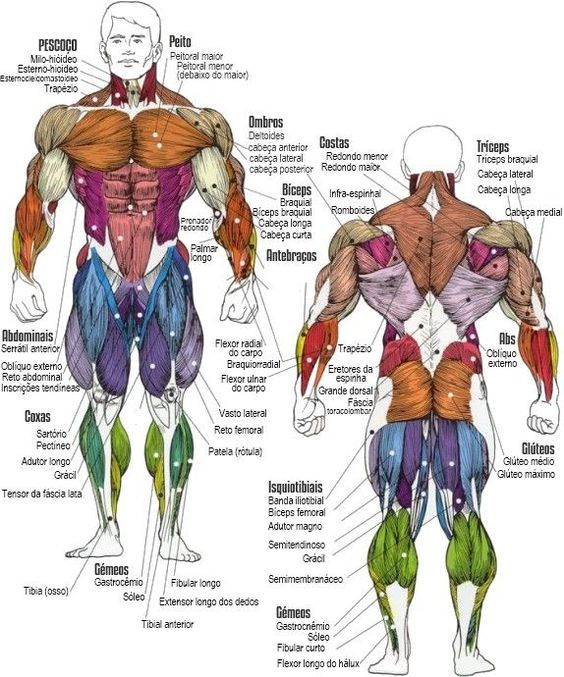 PESCOÇO
Milo-hióideo
Esterno-hioideo
Esternocleidomastoideo
Trapézio
Peito
Peitoral maior
Peitoral menor
(debaixo do maior)
Ombros
Deltoides
cabeça anterior
cabeça lateral
cabeça posterior
Bíceps
Braquial
Bíceps braquial
Cabeça longa
Cabeça curta
Pronador
redondo
Palmar
longo
Antebraços
Flexor radial
do carpo
Braquiorradial
Flexor ulnar
do carpo
Abdominais
Serrátil anterior
Oblíquo externo
Reto abdominal
Inscrições tendíneas
Coxas
Sartório
Pectíneo
Adutor longo
Grácil
Tensor da fáscia lata
Vasto lateral
Reto femoral
Patela (rótula)
Gémeos
Gastrocêmio
Sóleo
Tibia (osso)
Fibular longo
Extensor longo dos dedos
Tibial anterior
Costas
Redondo menor
Redondo maior
Infra-espinhal
Romboides
Tríceps
Tríceps braquial
Cabeça lateral
Cabeça longa
Cabeça medial
Trapézio
Eretores da
espinha
Grande dorsal
Fáscia
toracolombar
Abs
Oblíquo
externo
Glúteos
Glúteo médio
Glúteo máximo
Isquiotibiais
Banda iliotibial
Bíceps femoral
Adutor magno
Semitendinoso
Grácil
Semimembranáceo
Gémeos
Gastrocnémio
Sóleo
Fibular curto
Flexor longo do hálux